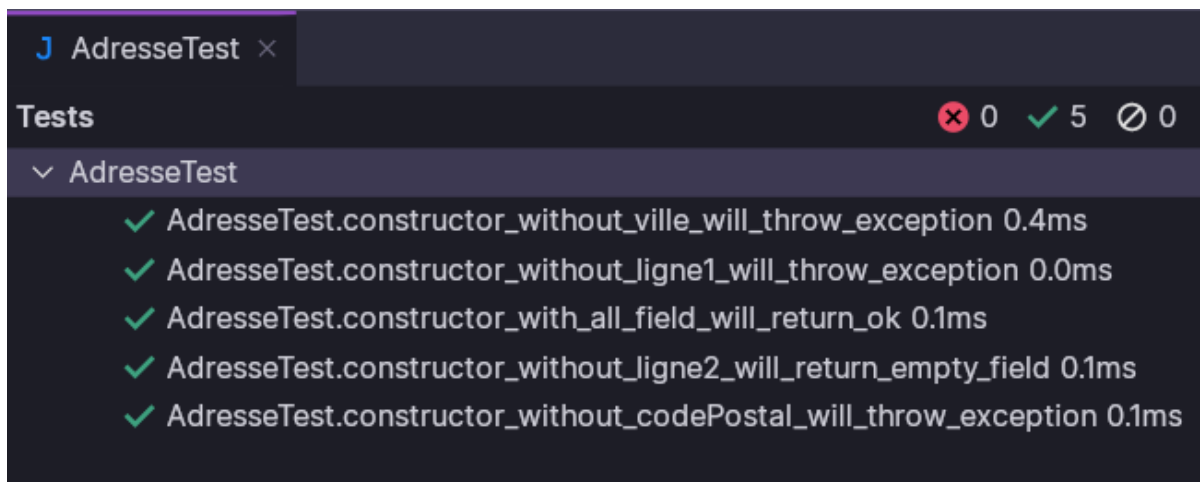 J AdresseTest ×
Tests 0 5 0
AdresseTest
AdresseTest.constructor_without_ville_will_throw_exception 0.4ms
AdresseTest.constructor_without_ligne1_will_throw_exception 0.0ms
AdresseTest.constructor_with_all_field_will_return_ok 0.1ms
AdresseTest.constructor_without_ligne2_will_return_empty_field 0.1ms
AdresseTest.constructor_without_codePostal_will_throw_exception 0.1ms